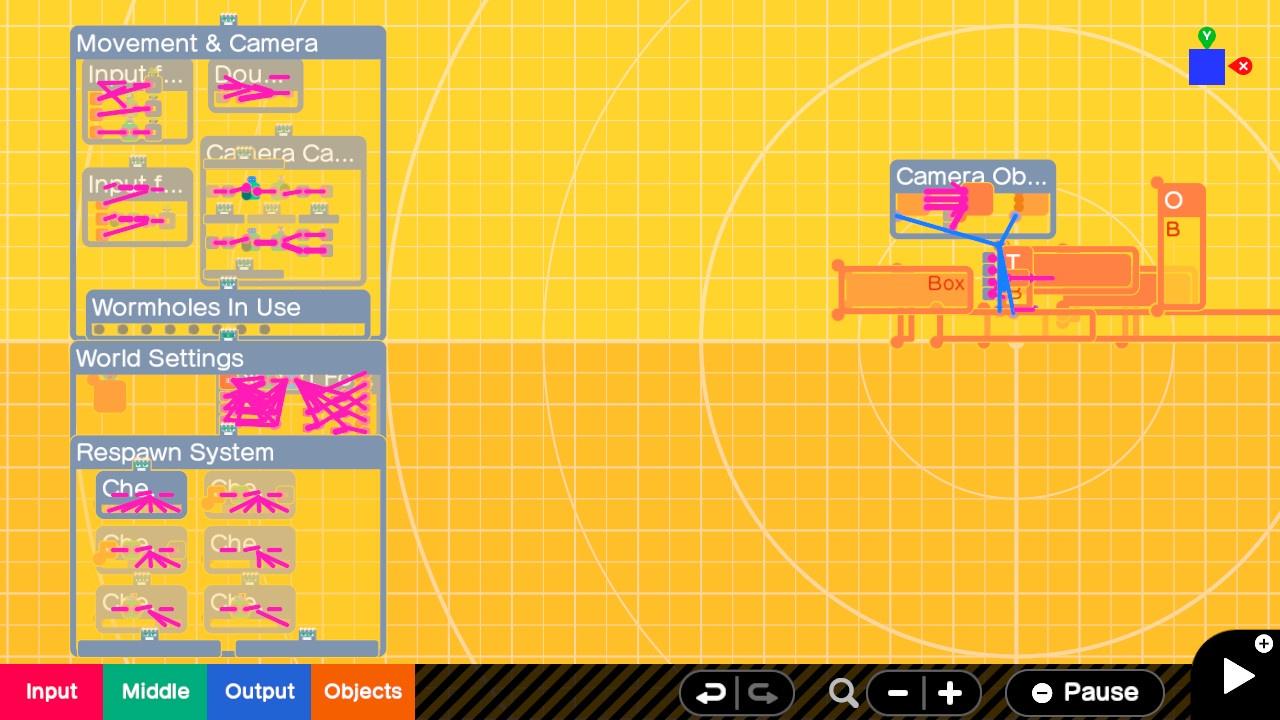 Movement & Camera
Input f...
Dou...
Camera Ca...
Input f...
Wormholes In Use
World Settings
Respawn System
Che
Che
Che
Che
Che
Che
Camera Ob...
Y
X
O
B
T
B
Box
Input
Middle
Output
Objects
Pause